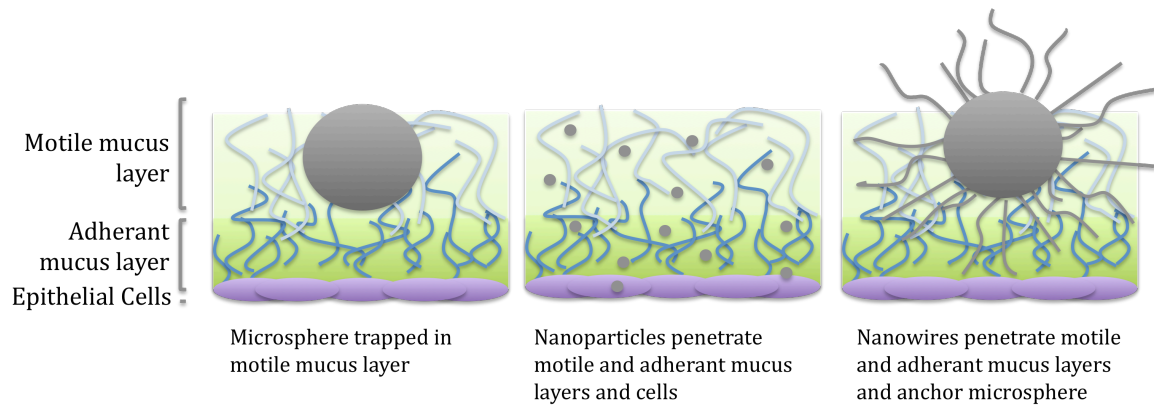 Motile mucus
layer
Adherant
mucus layer
Epithelial Cells
Microsphere trapped in
motile mucus layer
Nanoparticles penetrate
motile and adherant mucus
layers and cells
Nanowires penetrate motile
and adherant mucus layers
and anchor microsphere